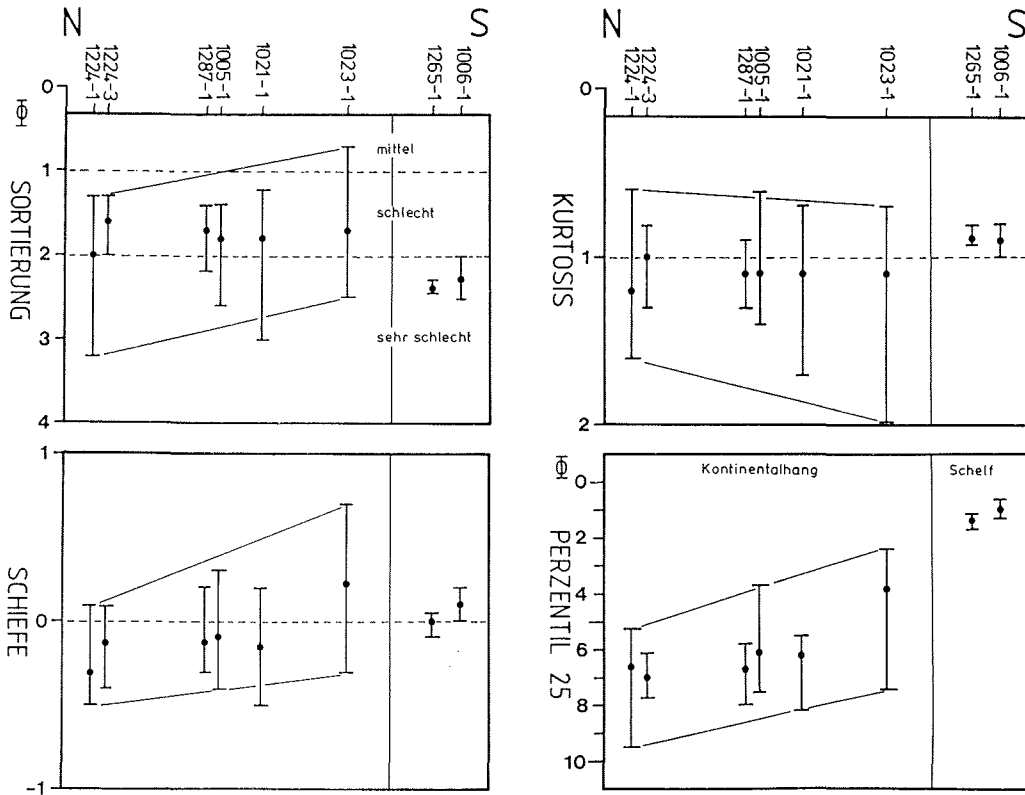 N S
1224-1 1224-3 1287-1 1005-1 1021-1 1023-1 1265-1 1006-1
0
1
2
3
4
Φ
SORTIERUNG
mittel
schlecht
sehr schlecht
N S
1224-1 1224-3 1287-1 1005-1 1021-1 1023-1 1265-1 1006-1
0
1
2
KURTOSIS
1
0
-1
SCHIEFE
Φ
0
2
4
6
8
10
PERZENTIL 25
Kontinentalhang Schelf